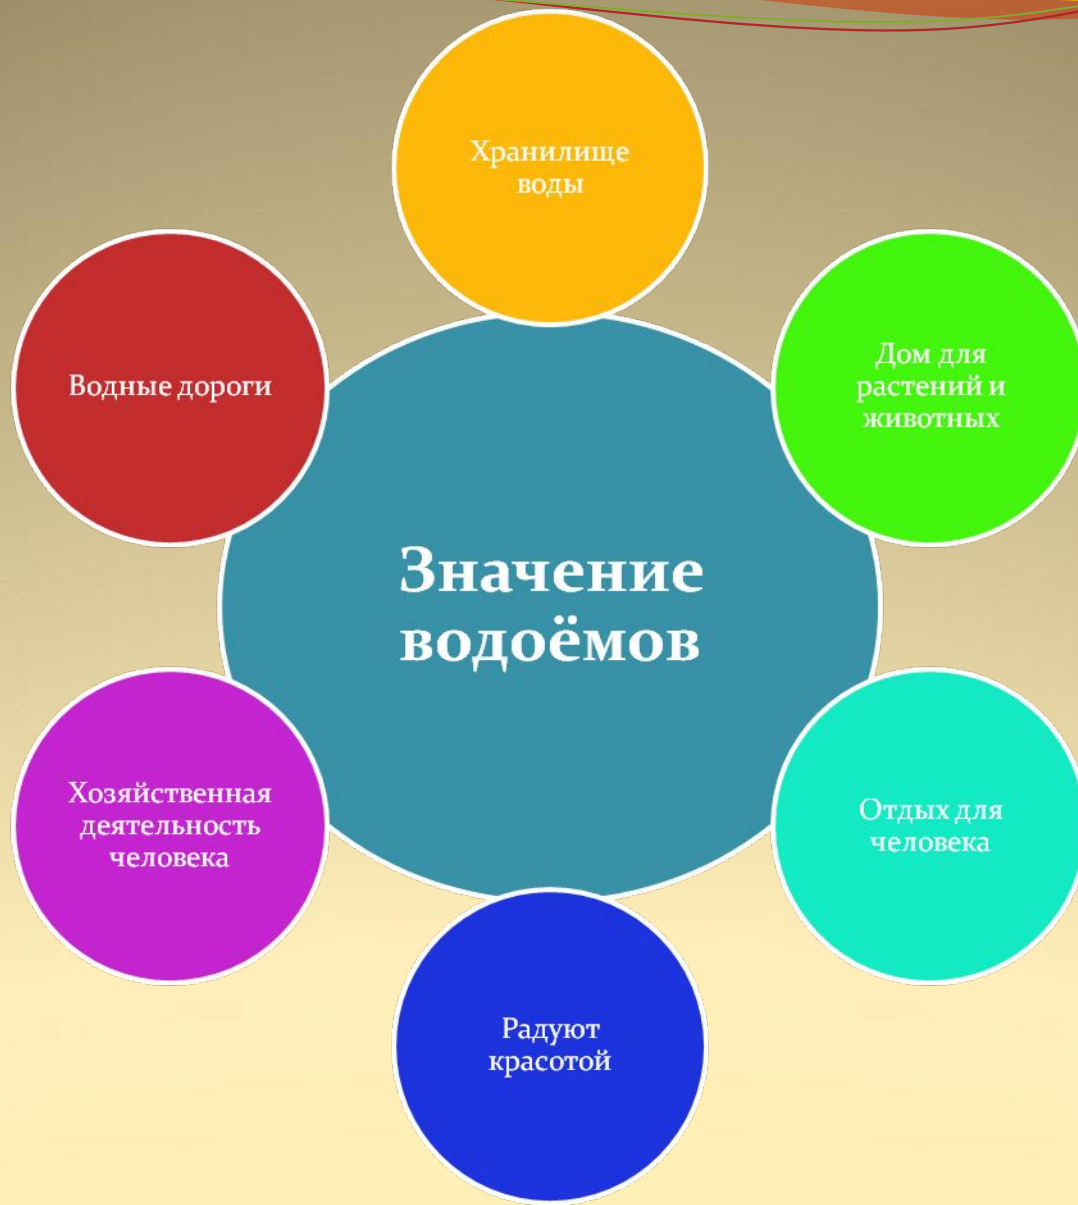 Хранилище
воды
Дом для
растений и
животных
Водные дороги
Значение
водоёмов
Отдых для
человека
Хозяйственная
деятельность
человека
Радуют
красотой